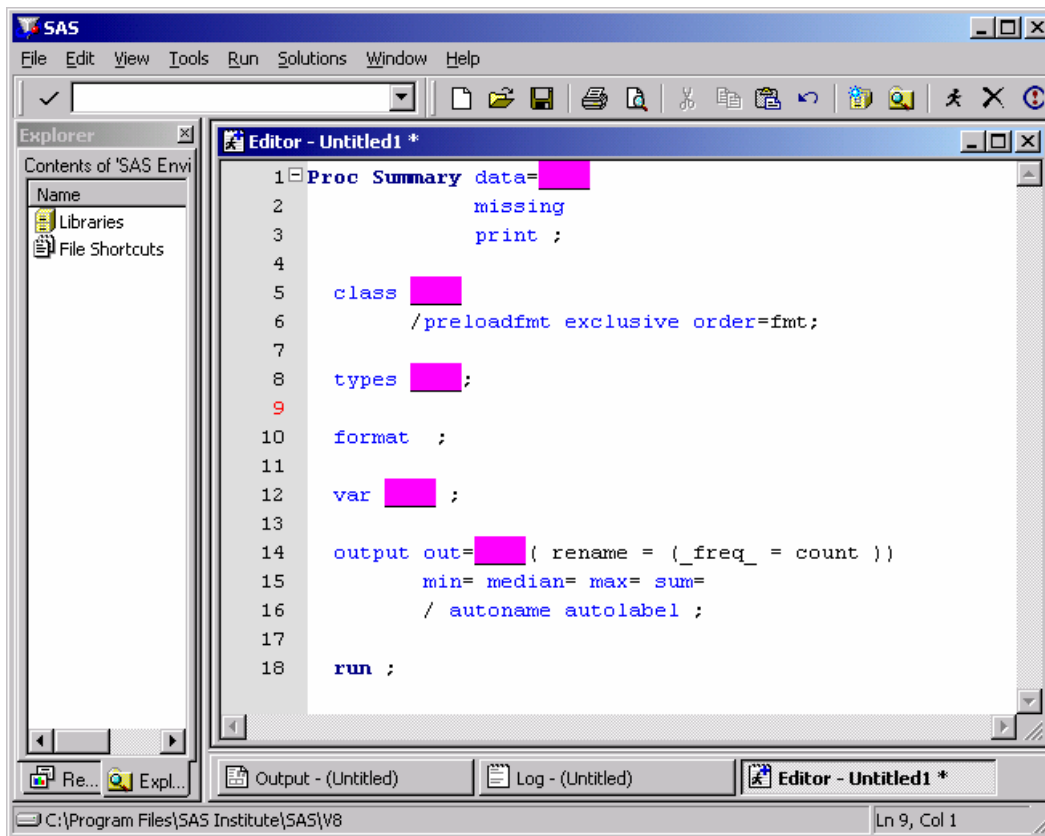 SAS
File Edit View Tools Run Solutions Window Help
Explorer
Contents of 'SAS Envi
Name
Libraries
File Shortcuts
Editor - Untitled1 *
1 Proc Summary data=
2 missing
3 print ;
4
5 class
6 /preloadfmt exclusive order=fmt;
7
8 types ;
9
10 format ;
11
12 var ;
13
14 output out= ( rename = (_freq_ = count ))
15 min= median= max= sum=
16 / autoname autolabel ;
17
18 run ;
Re... Expl...
Output - (Untitled) Log - (Untitled) Editor - Untitled1 *
C:\Program Files\SAS Institute\SAS\V8 Ln 9, Col 1